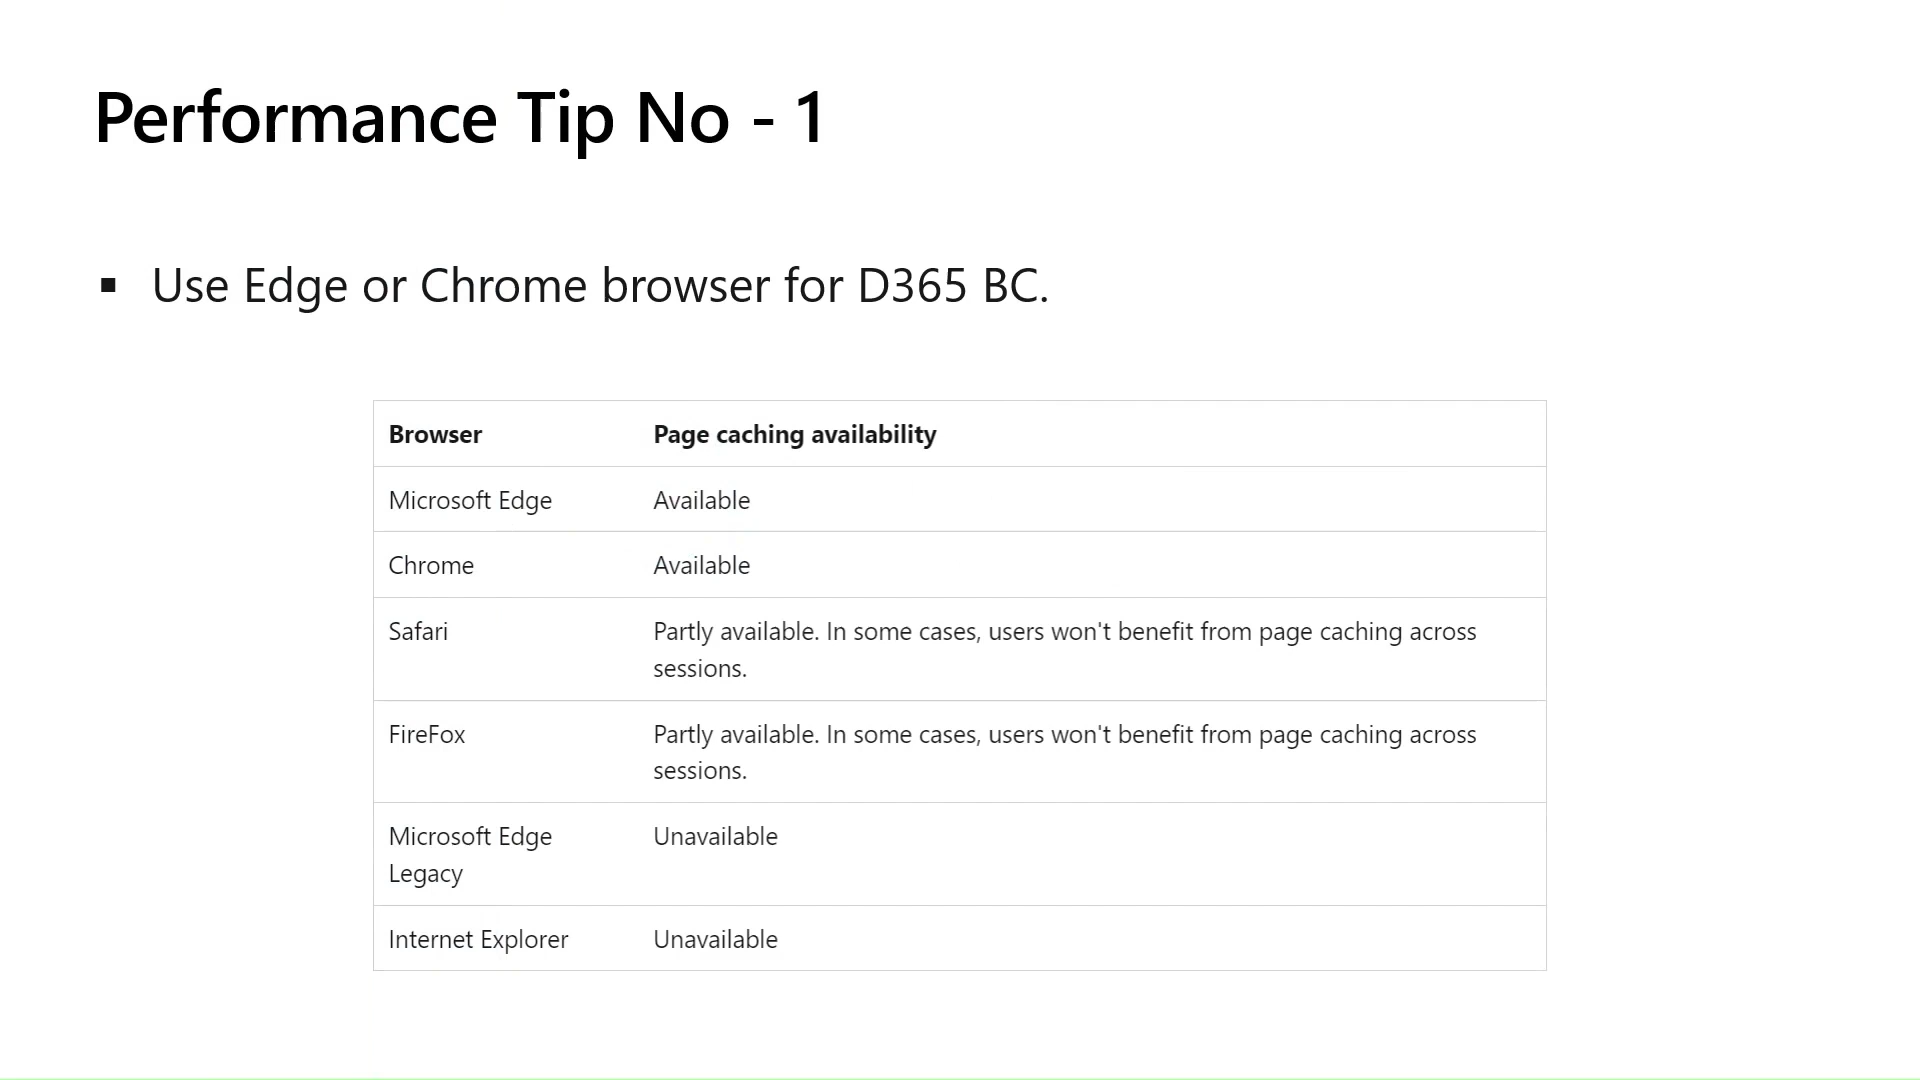 Performance Tip No - 1
▪ Use Edge or Chrome browser for D365 BC.
Browser Page caching availability
Microsoft Edge Available
Chrome Available
Safari Partly available. In some cases, users won't benefit from page caching across
sessions.
FireFox Partly available. In some cases, users won't benefit from page caching across
sessions.
Microsoft Edge Unavailable
Legacy
Internet Explorer Unavailable